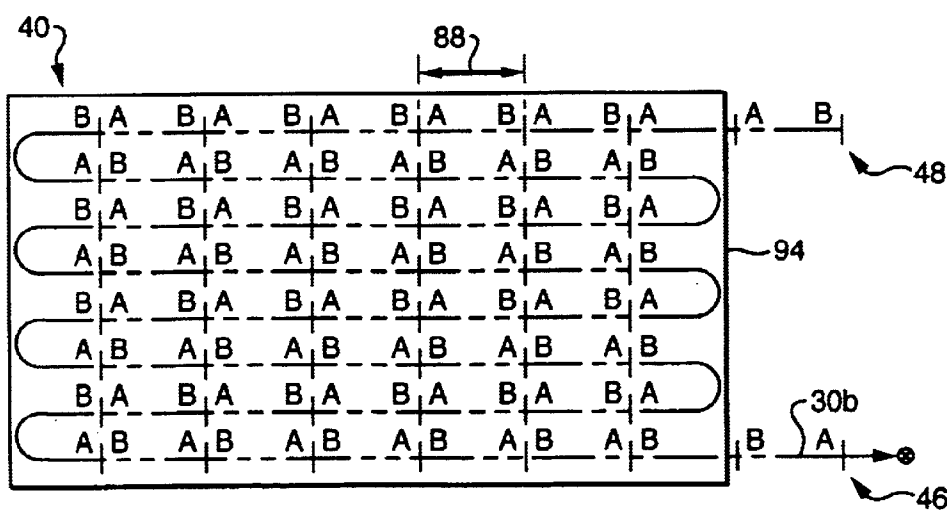 40
88
B A B A B A B A B A B A A B
A B A B A B A B A B A B 48
B A B A B A B A B A B A
A B A B A B A B A B A B 94
B A B A B A B A B A B A
A B A B A B A B A B A B
B A B A B A B A B A B A 30b
A B A B A B A B A B A B B A
46